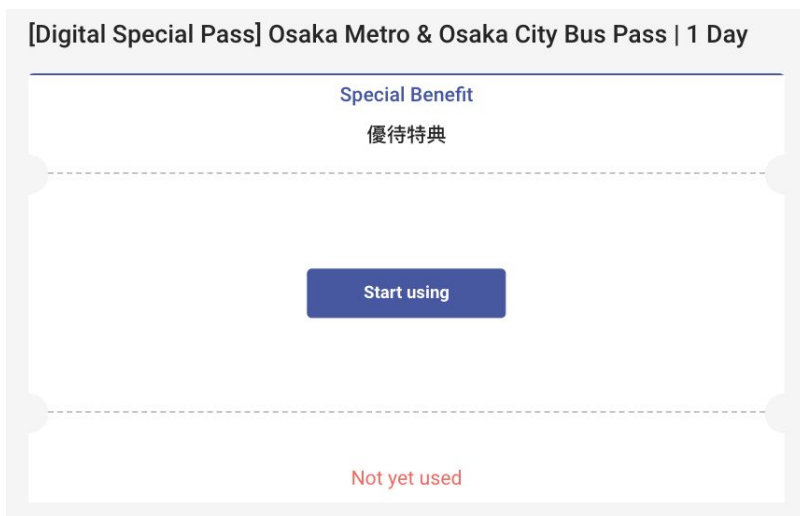 [Digital Special Pass] Osaka Metro & Osaka City Bus Pass | 1 Day
Special Benefit
優待特典
Start using
Not yet used